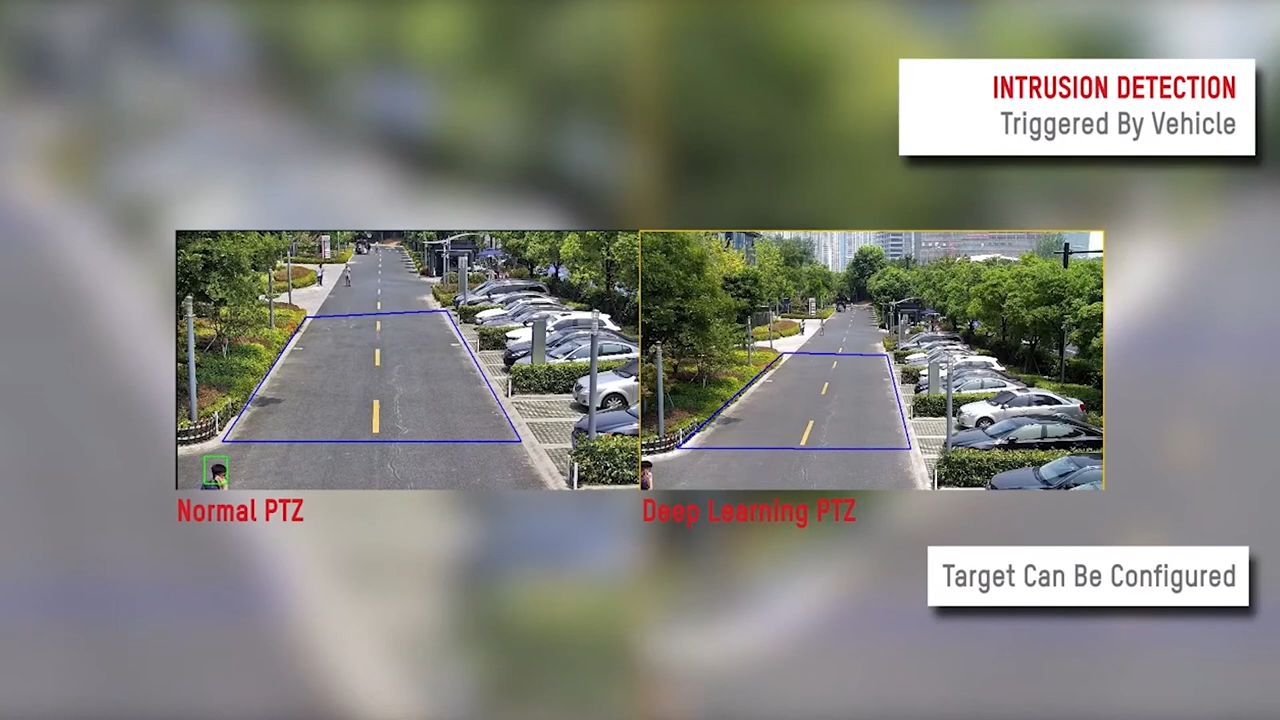 INTRUSION DETECTION
Triggered By Vehicle
Normal PTZ
Deep Learning PTZ
Target Can Be Configured